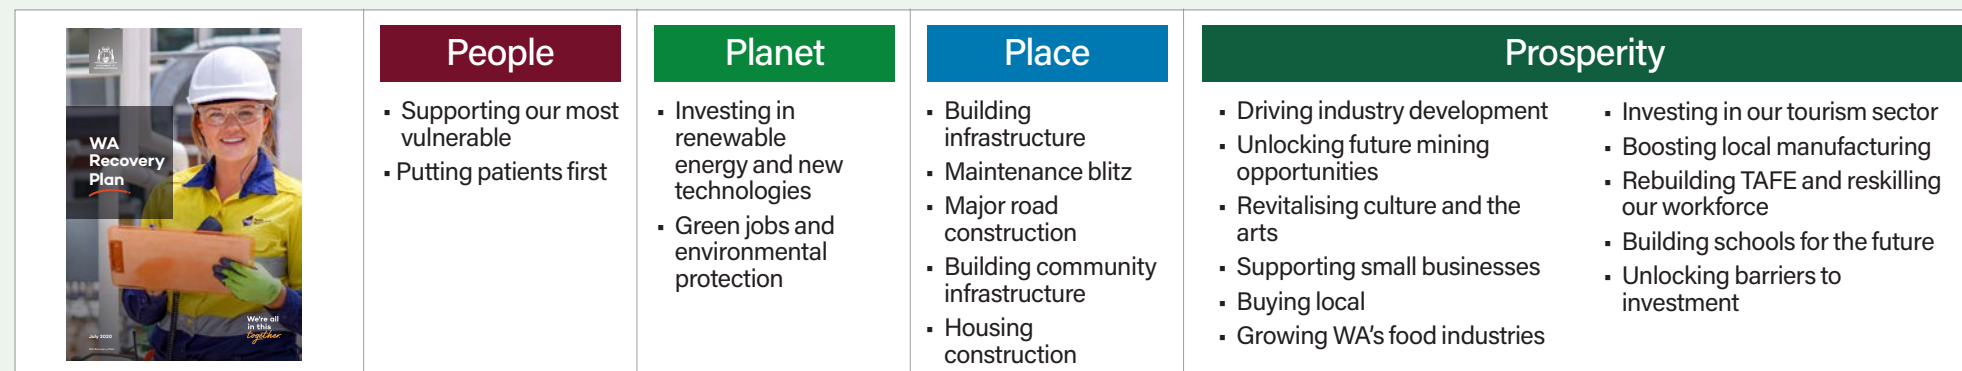 WA
Recovery
Plan
We're all
in this
together.
July 2020
People
▪ Supporting our most
vulnerable
▪ Putting patients first
Planet
▪ Investing in
renewable
energy and new
technologies
▪ Green jobs and
environmental
protection
Place
▪ Building
infrastructure
▪ Maintenance blitz
▪ Major road
construction
▪ Building community
infrastructure
▪ Housing
construction
Prosperity
▪ Driving industry development
▪ Unlocking future mining
opportunities
▪ Revitalising culture and the
arts
▪ Supporting small businesses
▪ Buying local
▪ Growing WA's food industries
▪ Investing in our tourism sector
▪ Boosting local manufacturing
▪ Rebuilding TAFE and reskilling
our workforce
▪ Building schools for the future
▪ Unlocking barriers to
investment